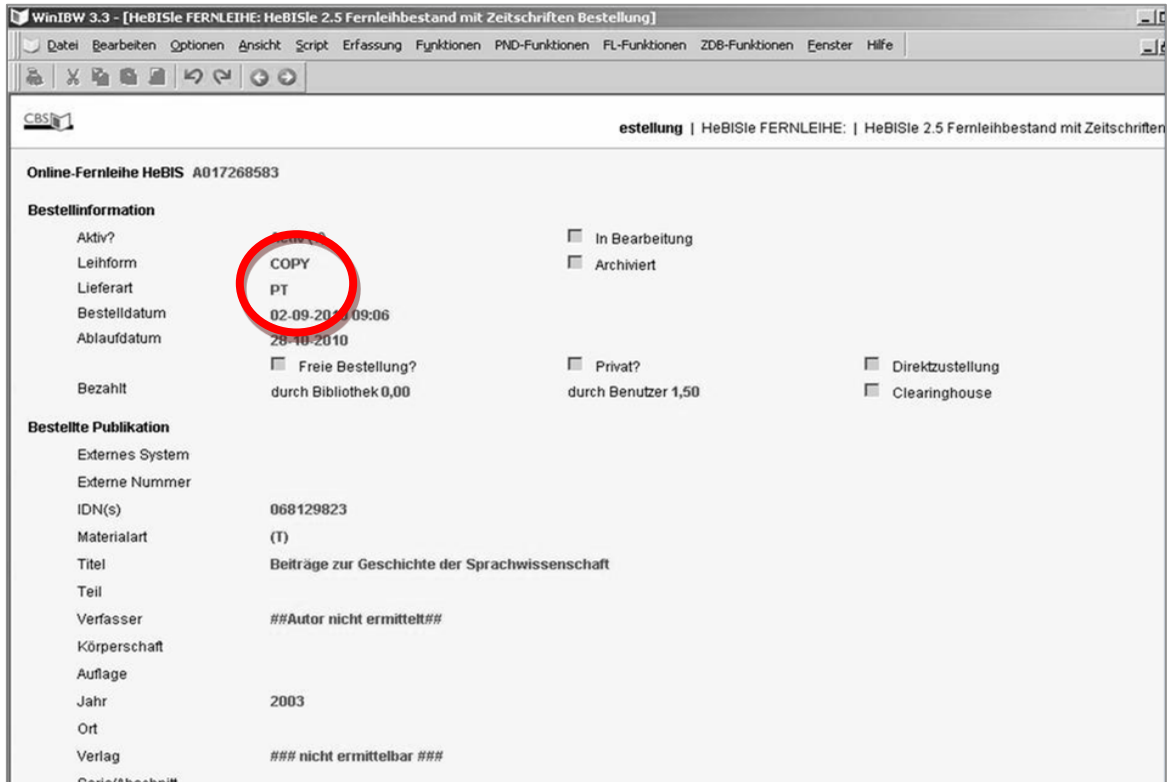 WinIBW 3.3 - [HeBISle FERNLEIHE: HeBISle 2.5 Fernleihbestand mit Zeitschriften Bestellung]
Datei Bearbeiten Optionen Ansicht Script Erfassung Funktionen PND-Funktionen FL-Funktionen ZDB-Funktionen Fenster Hilfe
CBS
estellung | HeBISle FERNLEIHE: | HeBISle 2.5 Fernleihbestand mit Zeitschriften
Online-Fernleihe HeBIS A017268583
Bestellinformation
Aktiv? In Bearbeitung
Leihform COPY Archiviert
Lieferart PT
Bestelldatum 02-09-2010 09:06
Ablaufdatum 28-10-2010
Freie Bestellung? Privat? Direktzustellung
Bezahlt durch Bibliothek 0,00 durch Benutzer 1,50 Clearinghouse
Bestellte Publikation
Externes System
Externe Nummer
IDN(s) 068129823
Materialart (T)
Titel Beiträge zur Geschichte der Sprachwissenschaft
Teil
Verfasser ##Autor nicht ermittelt##
Körperschaft
Auflage
Jahr 2003
Ort
Verlag ### nicht ermittelbar ###